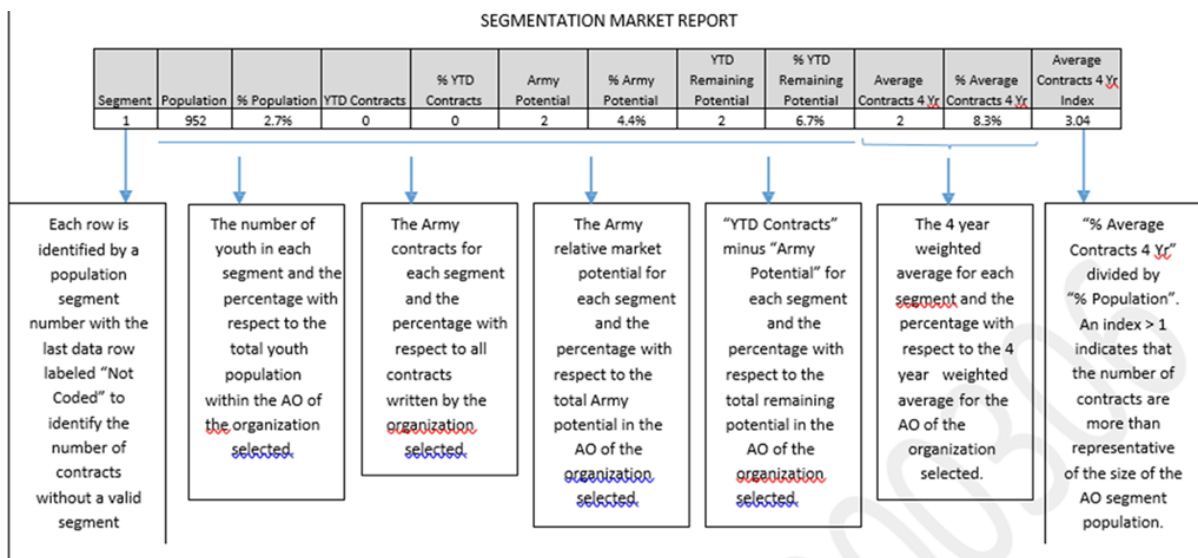 SEGMENTATION MARKET REPORT
Segment Population % Population YTD Contracts % YTD Contracts Army Potential % Army Potential YTD Remaining Potential % YTD Remaining Potential Average Contracts 4 Yr % Average Contracts 4 Yr Average Contracts 4 Yr Index
1 952 2.7% 0 0 2 4.4% 2 6.7% 2 8.3% 3.04
Each row is
identified by a
population
segment
number with the
last data row
labeled “Not
Coded” to
identify the
number of
contracts
without a valid
segment
The number of
youth in each
segment and the
percentage with
respect to the
total youth
population
within the AO of
the organization
selected.
The Army
contracts for
each segment
and the
percentage with
respect to all
contracts
written by the
organization
selected.
The Army
relative market
potential for
each segment
and the
percentage with
respect to the
total Army
potential in the
AO of the
organization
selected.
“YTD Contracts”
minus “Army
Potential” for
each segment
and the
percentage with
respect to the
total remaining
potential in the
AO of the
organization
selected.
The 4 year
weighted
average for each
segment and the
percentage with
respect to the 4
year weighted
average for the
AO of the
organization
selected.
“% Average
Contracts 4 Yr”
divided by
“% Population”.
An index > 1
indicates that
the number of
contracts are
more than
representative
of the size of the
AO segment
population.